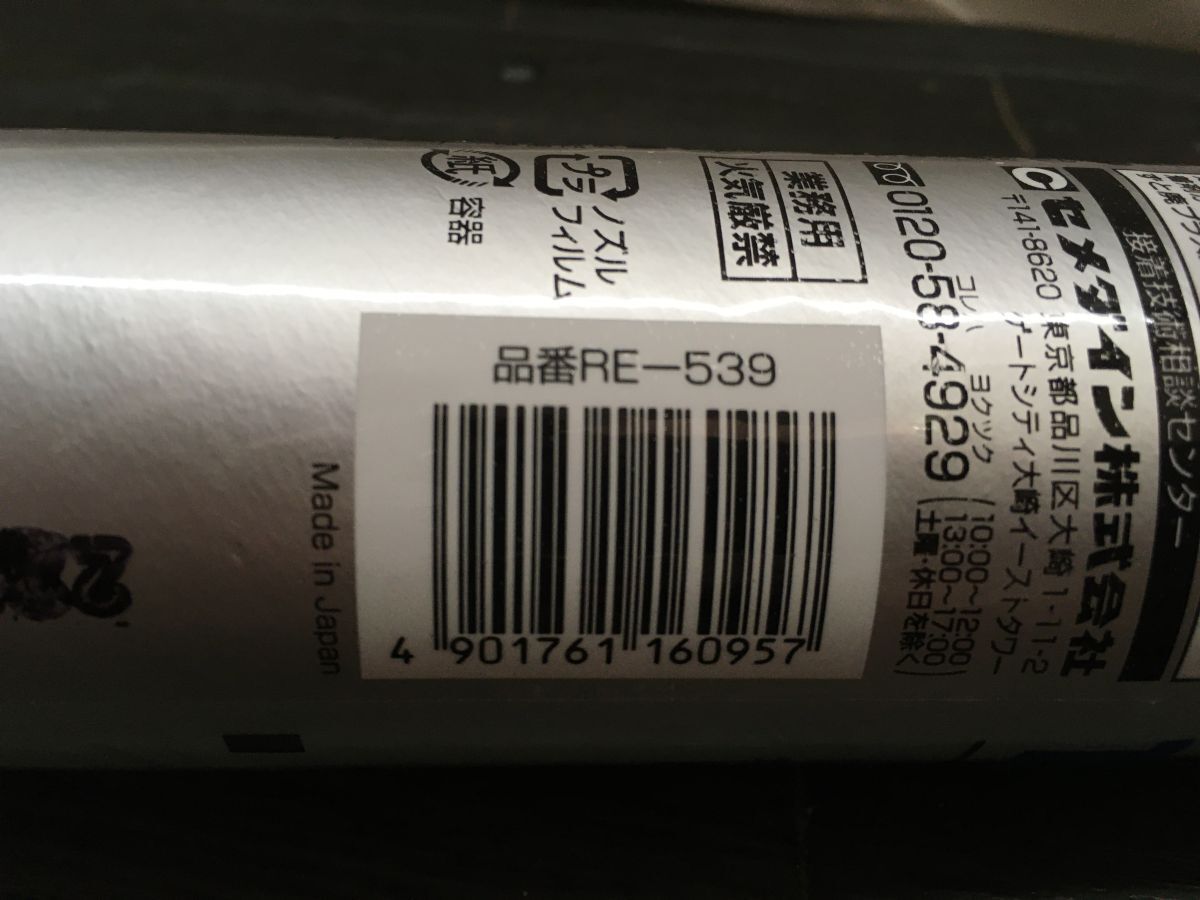 接着技術相談センター
セメダイン株式会社
〒141-8620 東京都品川区大崎1-11-2
ゲートシティ大崎イーストタワー
コレハ ヨクツク
0120-58-4929
(10:00〜12:00
13:00〜17:00)
(土曜・休日を除く)
業務用
火気厳禁
プラ
ノズル
フィルム
紙
容器
品番RE-539
4 901761 160957
Made in Japan